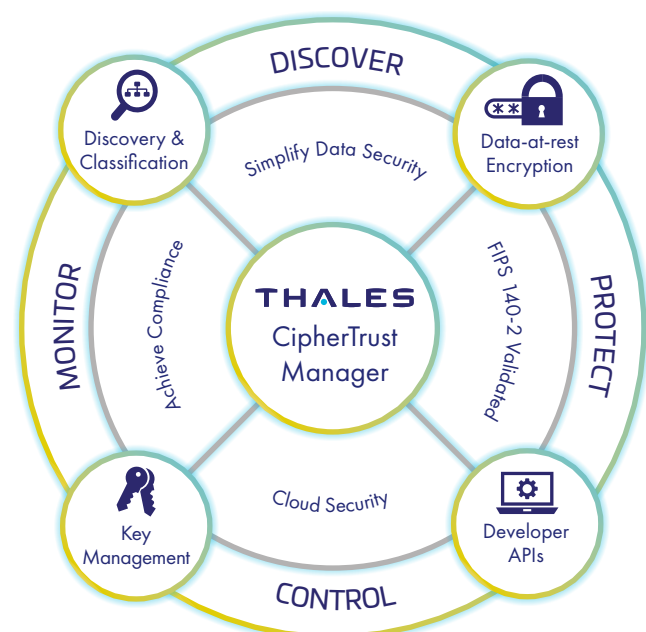 DISCOVER
Discovery &
Classification
**
Data-at-rest
Encryption
Simplify Data Security
MONITOR
Achieve Compliance
THALES
CipherTrust
Manager
FIPS 140-2 Validated
PROTECT
Key
Management
Cloud Security
Developer
APIs
CONTROL